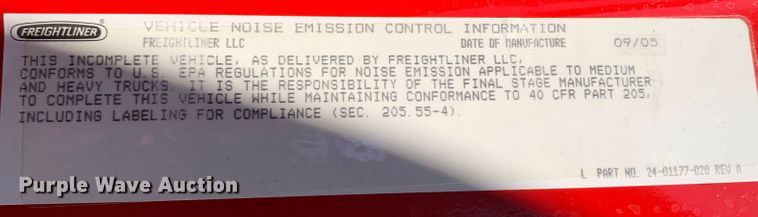 FREIGHTLINER
VEHICLE NOISE EMISSION CONTROL INFORMATION
FREIGHTLINER LLC DATE OF MANUFACTURE 09/05
THIS INCOMPLETE VEHICLE, AS DELIVERED BY FREIGHTLINER LLC,
CONFORMS TO U.S. EPA REGULATIONS FOR NOISE EMISSION APPLICABLE TO MEDIUM
AND HEAVY TRUCKS. IT IS THE RESPONSIBILITY OF THE FINAL STAGE MANUFACTURER
TO COMPLETE THIS VEHICLE WHILE MAINTAINING CONFORMANCE TO 40 CFR PART 205,
INCLUDING LABELING FOR COMPLIANCE (SEC. 205.55-4).
L PART NO. 24-01177-020 REV A
Purple Wave Auction